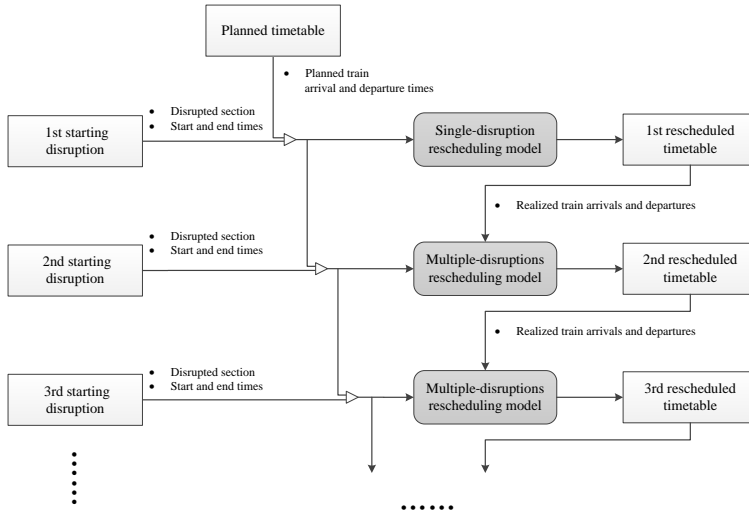 Planned timetable
• Planned train
arrival and departure times
• Disrupted section
• Start and end times
1st starting
disruption
Single-disruption
rescheduling model
1st rescheduled
timetable
• Realized train arrivals and departures
• Disrupted section
• Start and end times
2nd starting
disruption
Multiple-disruptions
rescheduling model
2nd rescheduled
timetable
• Realized train arrivals and departures
• Disrupted section
• Start and end times
3rd starting
disruption
Multiple-disruptions
rescheduling model
3rd rescheduled
timetable
......
......